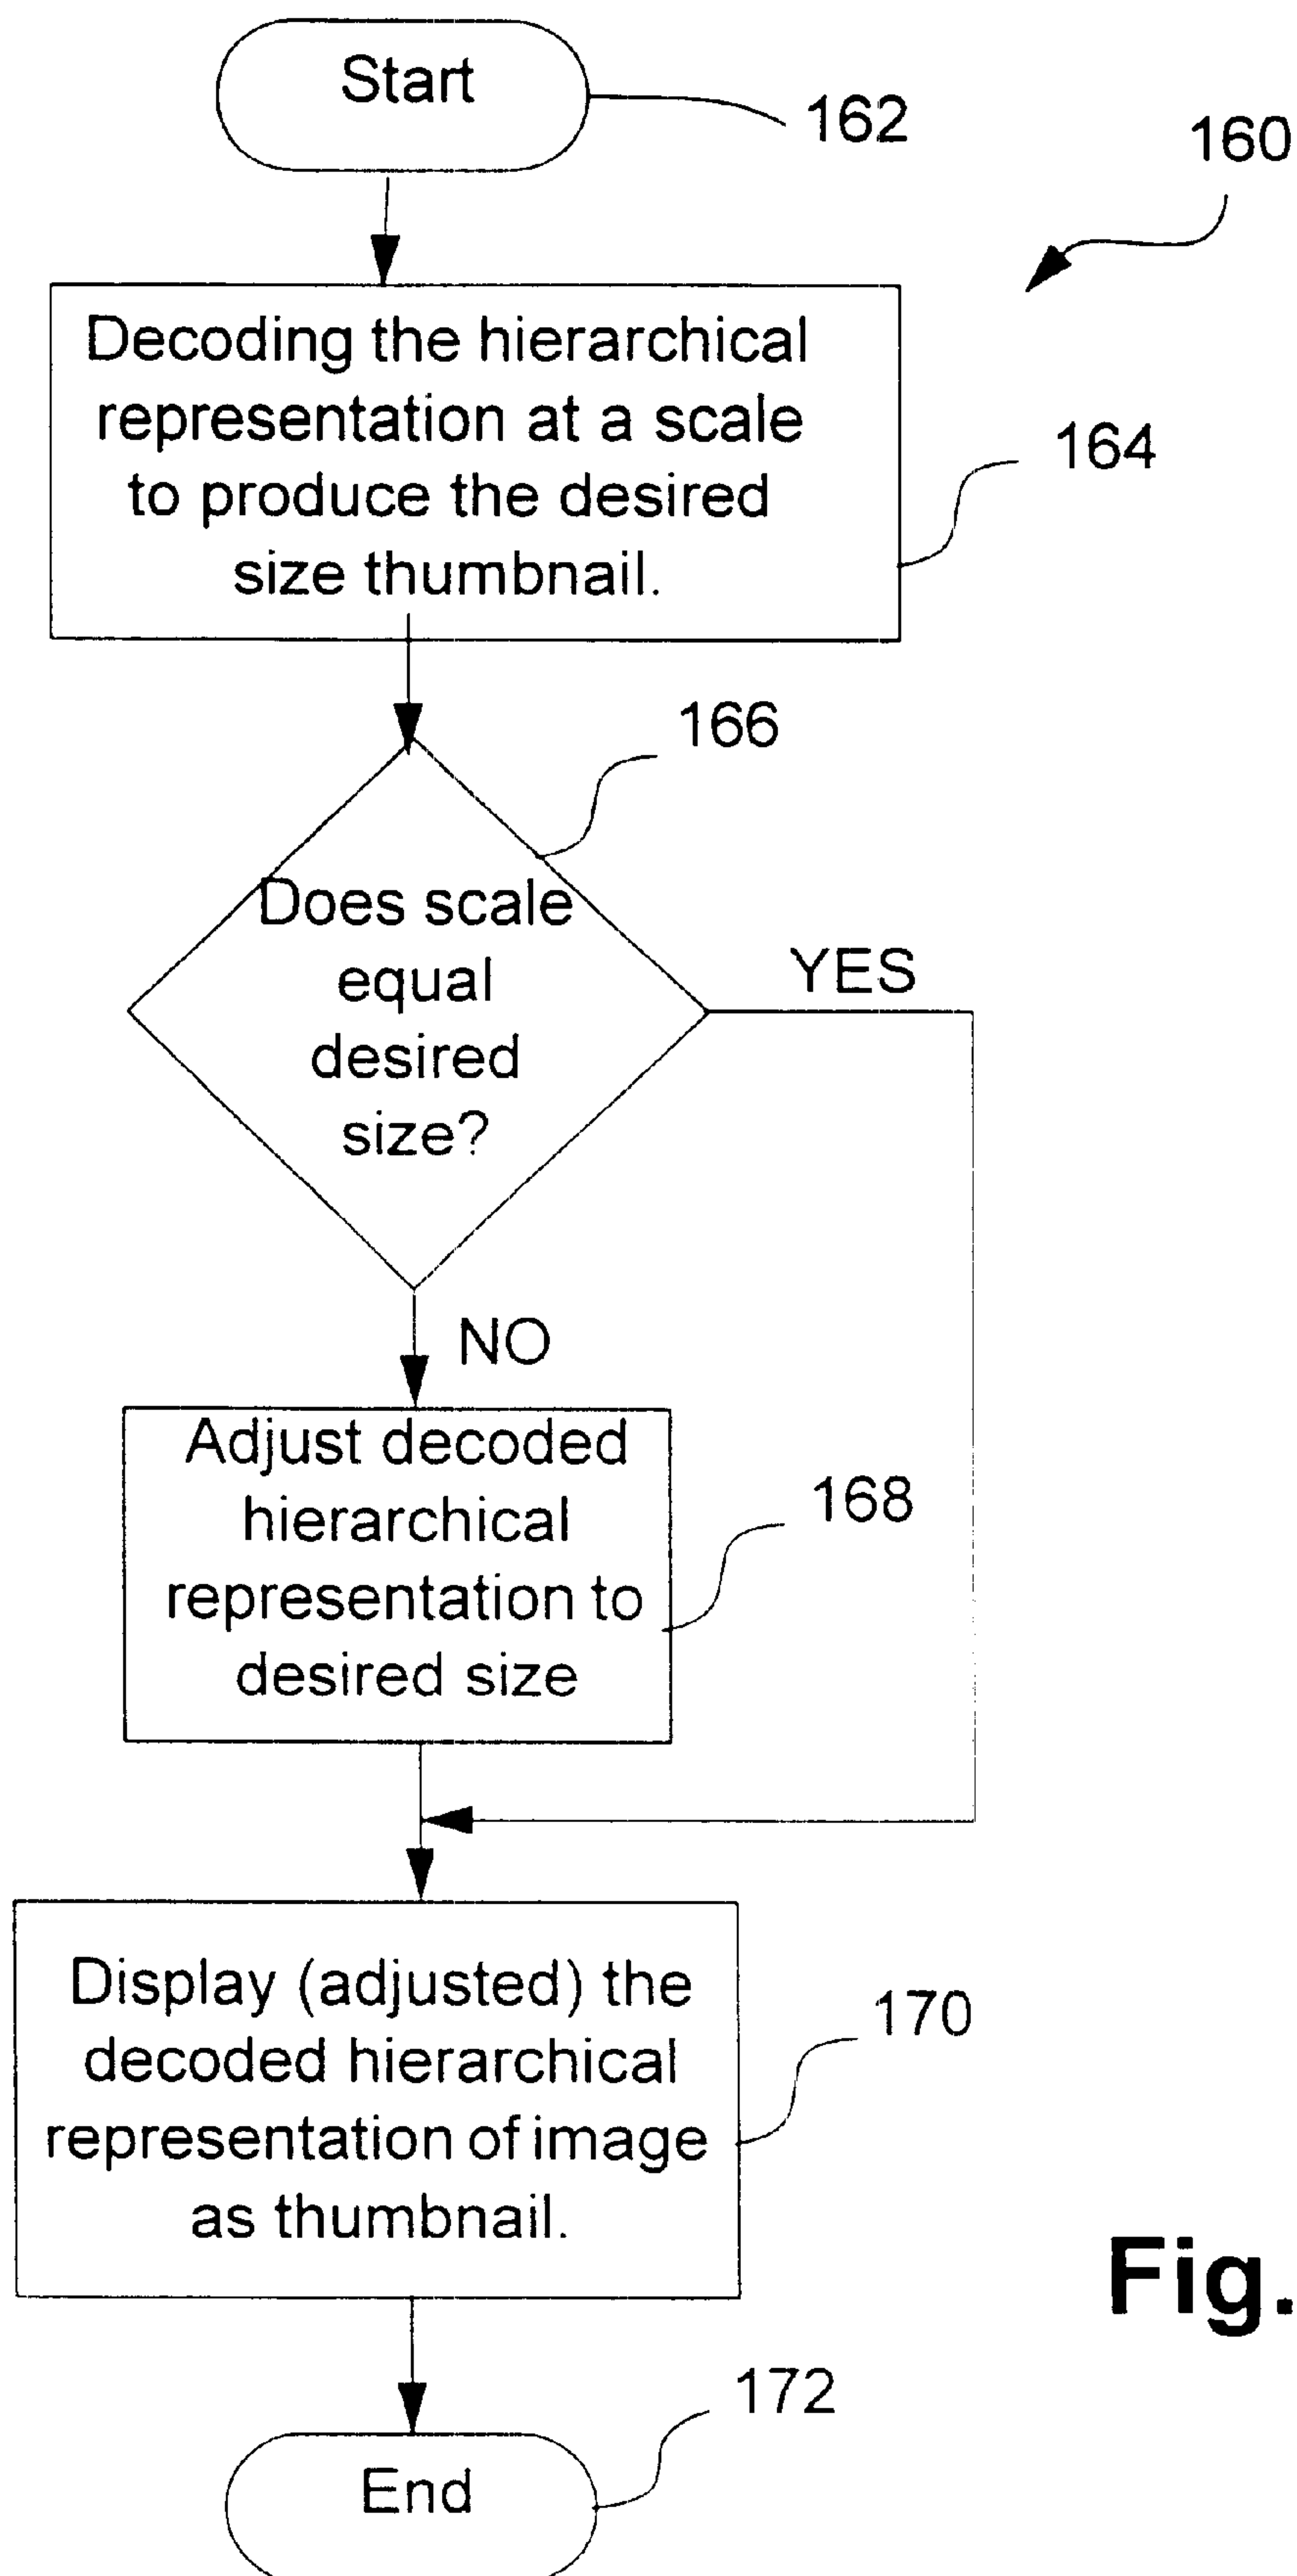 Start
162
160
Decoding the hierarchical
representation at a scale
to produce the desired
size thumbnail.
164
166
Does scale
equal
desired
size?
YES
NO
Adjust decoded
hierarchical
representation to
desired size
168
Display (adjusted) the
decoded hierarchical
representation of image
as thumbnail.
170
Fig.
172
End